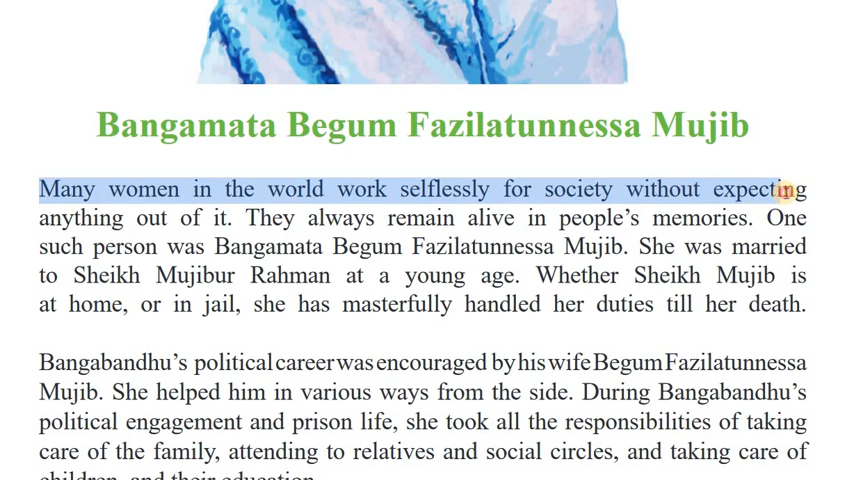 Bangamata Begum Fazilatunnessa Mujib
Many women in the world work selflessly for society without expecting
anything out of it. They always remain alive in people’s memories. One
such person was Bangamata Begum Fazilatunnessa Mujib. She was married
to Sheikh Mujibur Rahman at a young age. Whether Sheikh Mujib is
at home, or in jail, she has masterfully handled her duties till her death.
Bangabandhu’s political career was encouraged by his wife Begum Fazilatunnessa
Mujib. She helped him in various ways from the side. During Bangabandhu’s
political engagement and prison life, she took all the responsibilities of taking
care of the family, attending to relatives and social circles, and taking care of
children, and their education.